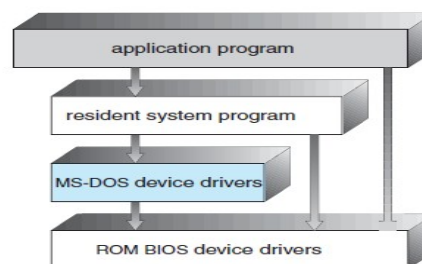 application program
resident system program
MS-DOS device drivers
ROM BIOS device drivers